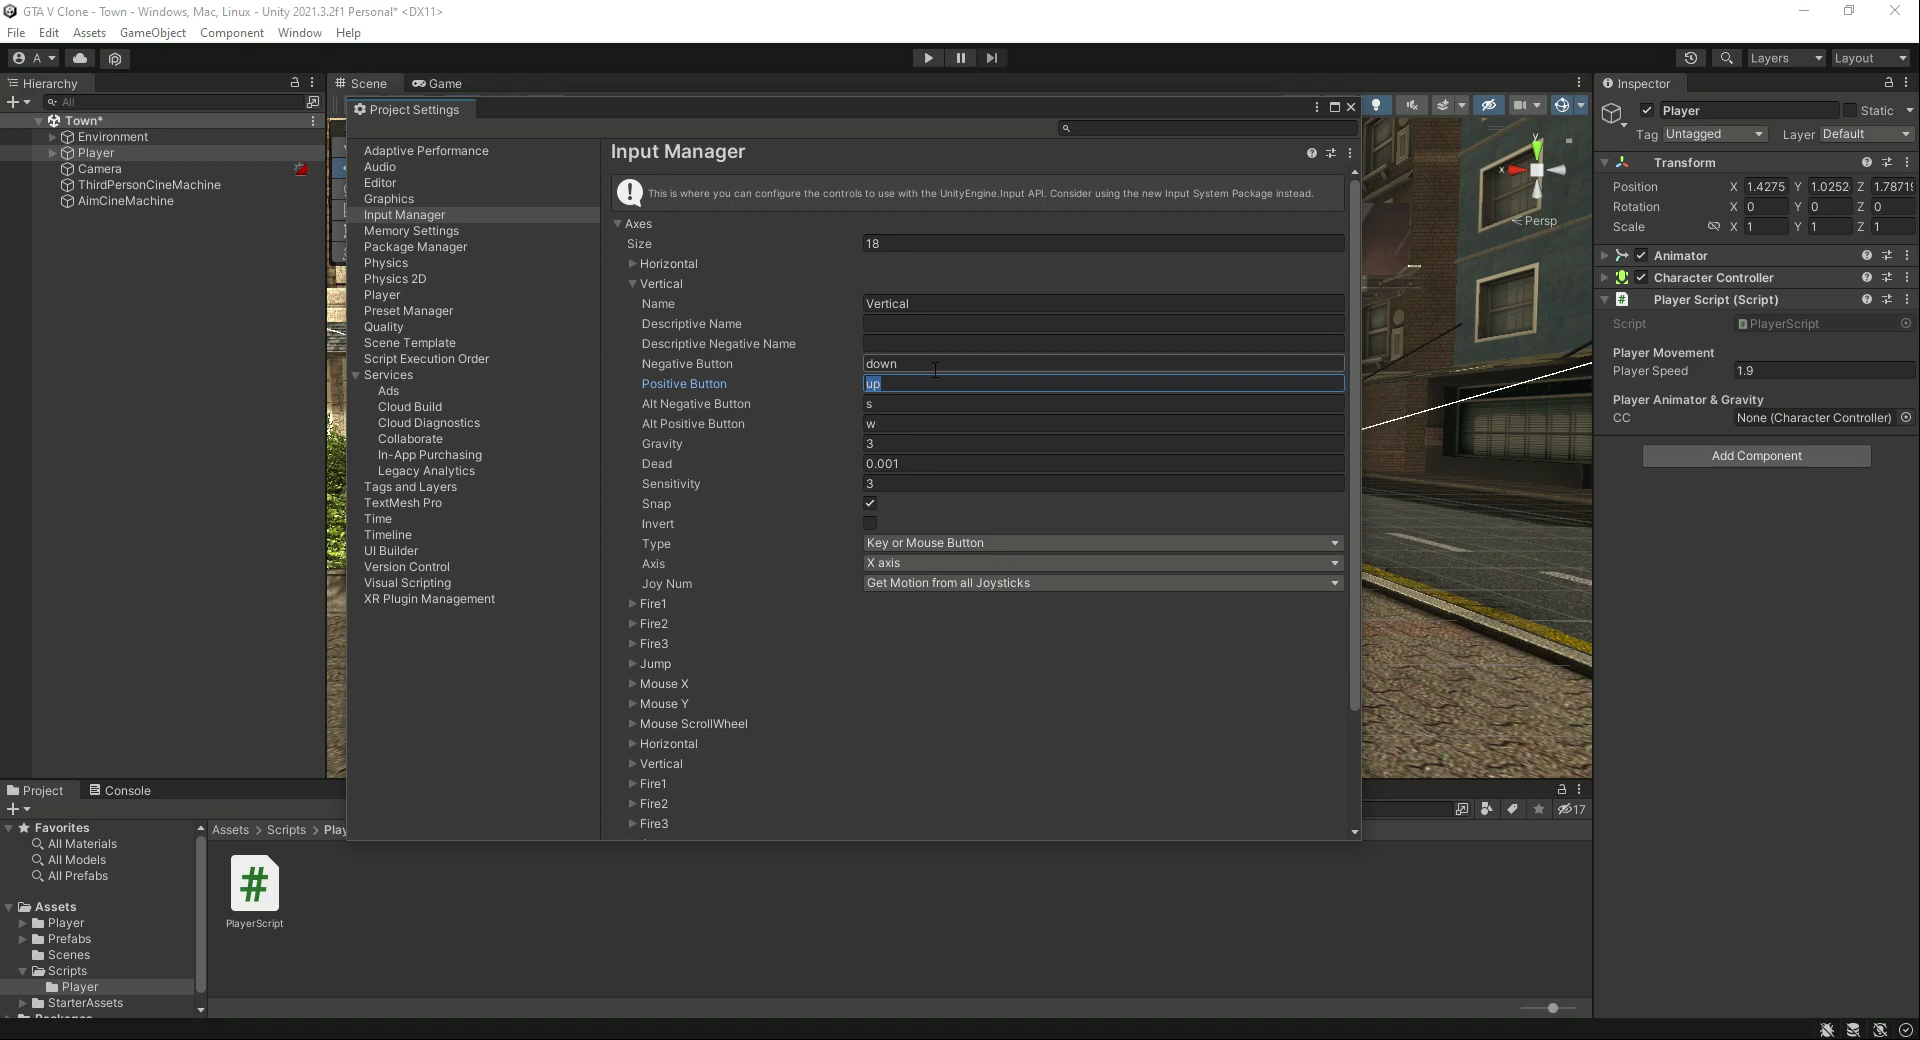 GTA V Clone - Town - Windows, Mac, Linux - Unity 2021.3.2f1 Personal* <DX11>
File Edit Assets GameObject Component Window Help
A Layers Layout
Hierarchy
All
Town*
Environment
Player
Camera
ThirdPersonCineMachine
AimCineMachine
Scene Game
Project Settings
Adaptive Performance
Audio
Editor
Graphics
Input Manager
Memory Settings
Package Manager
Physics
Physics 2D
Player
Preset Manager
Quality
Scene Template
Script Execution Order
Services
Ads
Cloud Build
Cloud Diagnostics
Collaborate
In-App Purchasing
Legacy Analytics
Tags and Layers
TextMesh Pro
Time
Timeline
UI Builder
Version Control
Visual Scripting
XR Plugin Management
Input Manager
This is where you can configure the controls to use with the UnityEngine.Input API. Consider using the new Input System Package instead.
Axes
Size 18
Horizontal
Vertical
Name Vertical
Descriptive Name
Descriptive Negative Name
Negative Button down
Positive Button up
Alt Negative Button s
Alt Positive Button w
Gravity 3
Dead 0.001
Sensitivity 3
Snap
Invert
Type Key or Mouse Button
Axis X axis
Joy Num Get Motion from all Joysticks
Fire1
Fire2
Fire3
Jump
Mouse X
Mouse Y
Mouse ScrollWheel
Horizontal
Vertical
Fire1
Fire2
Fire3
y
x
< Persp
Inspector
Player Static
Tag Untagged Layer Default
Transform
Position X 1.4275 Y 1.0252 Z 1.7871
Rotation X 0 Y 0 Z 0
Scale X 1 Y 1 Z 1
Animator
Character Controller
# Player Script (Script)
Script PlayerScript
Player Movement
Player Speed 1.9
Player Animator & Gravity
CC None (Character Controller)
Add Component
Project Console
17
Favorites
All Materials
All Models
All Prefabs
Assets
Player
Prefabs
Scenes
Scripts
Player
StarterAssets
Assets > Scripts > Play
#
PlayerScript